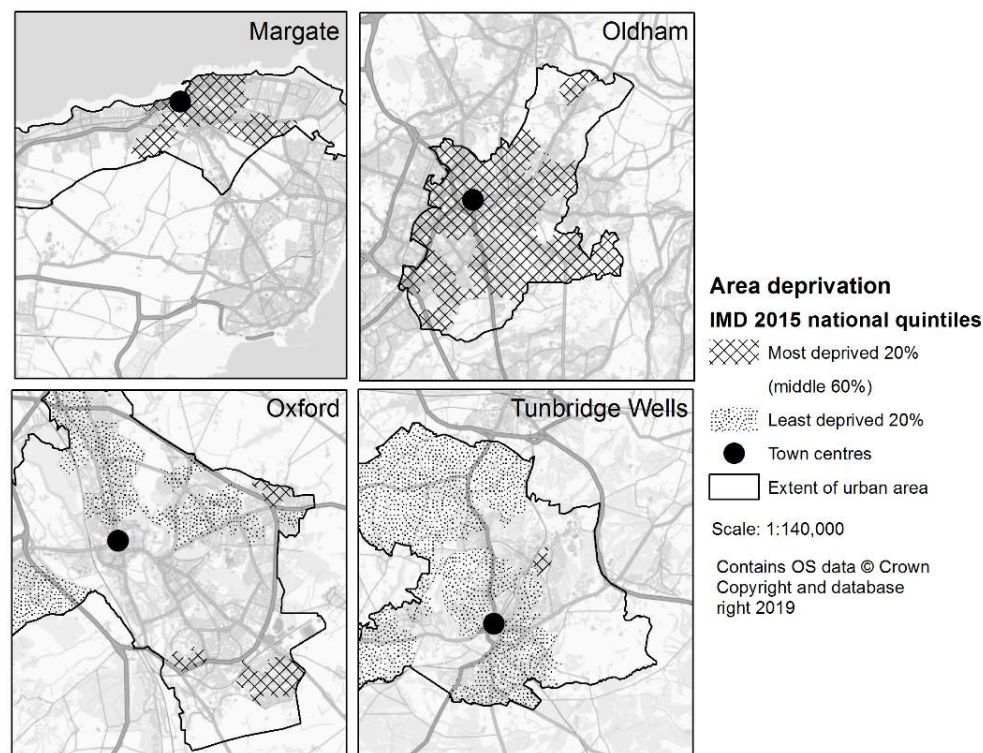 Margate
Oldham
Oxford
Tunbridge Wells
Area deprivation
IMD 2015 national quintiles
Most deprived 20%
(middle 60%)
Least deprived 20%
Town centres
Extent of urban area
Scale: 1:140,000
Contains OS data © Crown
Copyright and database
right 2019